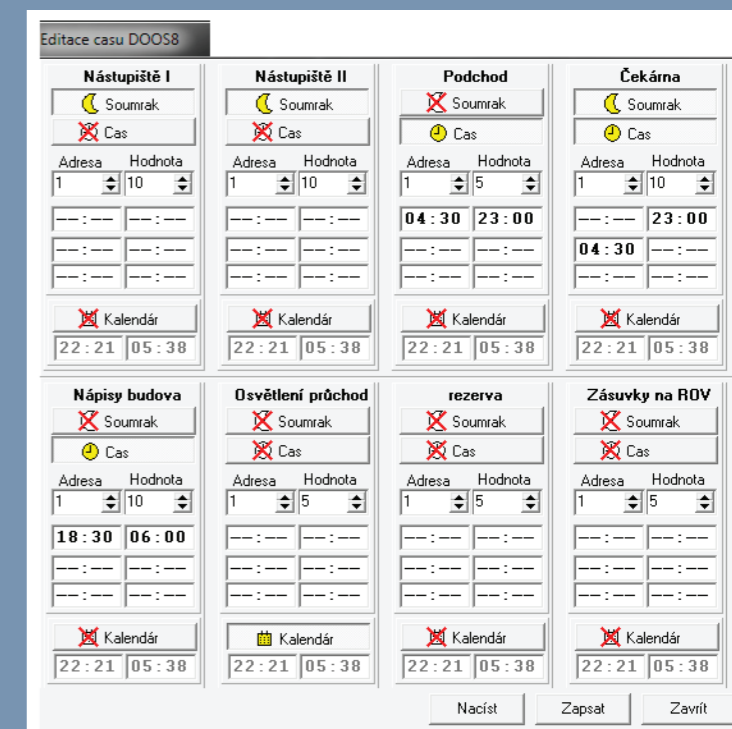 Editace casu DOOS8
Nástupiště I Nástupiště II Podchod Čekárna
Soumrak Soumrak Soumrak Soumrak
Cas Cas Cas Cas
Adresa Hodnota Adresa Hodnota Adresa Hodnota Adresa Hodnota
1 10 1 10 1 5 1 10
--:-- --:-- --:-- --:-- 04:30 23:00 --:-- 23:00
--:-- --:-- --:-- --:-- --:-- --:-- 04:30 --:--
--:-- --:-- --:-- --:-- --:-- --:-- --:-- --:--
Kalendár Kalendár Kalendár Kalendár
22:21 05:38 22:21 05:38 22:21 05:38 22:21 05:38
Nápisy budova Osvětlení průchod rezerva Zásuvky na ROV
Soumrak Soumrak Soumrak Soumrak
Cas Cas Cas Cas
Adresa Hodnota Adresa Hodnota Adresa Hodnota Adresa Hodnota
1 10 1 5 1 5 1 5
18:30 06:00 --:-- --:-- --:-- --:-- --:-- --:--
--:-- --:-- --:-- --:-- --:-- --:-- --:-- --:--
--:-- --:-- --:-- --:-- --:-- --:-- --:-- --:--
Kalendár Kalendár Kalendár Kalendár
22:21 05:38 22:21 05:38 22:21 05:38 22:21 05:38
Nacíst Zapsat Zavrít